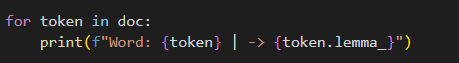 for token in doc:
    print(f"Word: {token} | -> {token.lemma_}")